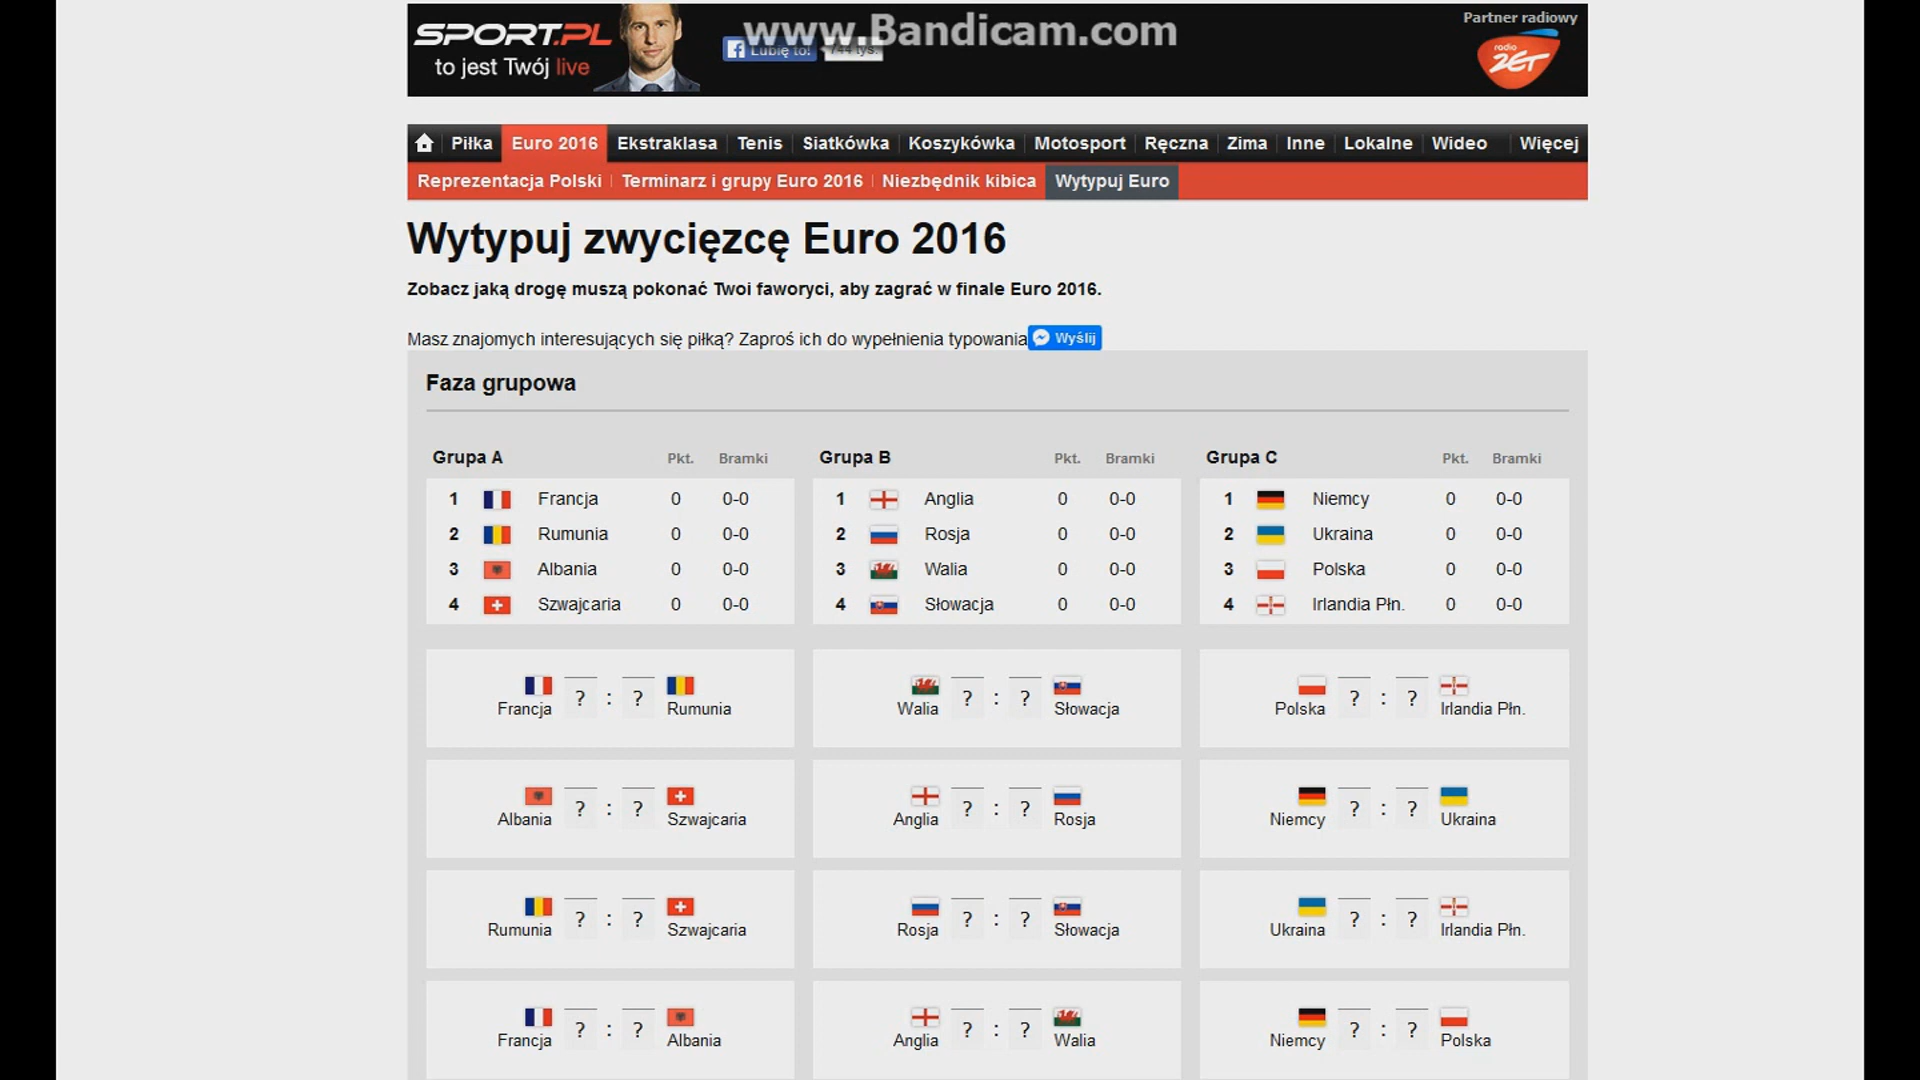 SPORT.PL
to jest Twój live
www.Bandicam.com
Lubię to! 744 tys.
Partner radiowy
radio ZET
Piłka Euro 2016 Ekstraklasa Tenis Siatkówka Koszykówka Motosport Ręczna Zima Inne Lokalne Wideo Więcej
Reprezentacja Polski Terminarz i grupy Euro 2016 Niezbędnik kibica Wytypuj Euro
Wytypuj zwycięzcę Euro 2016
Zobacz jaką drogę muszą pokonać Twoi faworyci, aby zagrać w finale Euro 2016.
Masz znajomych interesujących się piłką? Zaproś ich do wypełnienia typowania Wyślij
Faza grupowa
Grupa A Pkt. Bramki
1 Francja 0 0-0
2 Rumunia 0 0-0
3 Albania 0 0-0
4 Szwajcaria 0 0-0
Grupa B Pkt. Bramki
1 Anglia 0 0-0
2 Rosja 0 0-0
3 Walia 0 0-0
4 Słowacja 0 0-0
Grupa C Pkt. Bramki
1 Niemcy 0 0-0
2 Ukraina 0 0-0
3 Polska 0 0-0
4 Irlandia Płn. 0 0-0
Francja ? : ? Rumunia
Walia ? : ? Słowacja
Polska ? : ? Irlandia Płn.
Albania ? : ? Szwajcaria
Anglia ? : ? Rosja
Niemcy ? : ? Ukraina
Rumunia ? : ? Szwajcaria
Rosja ? : ? Słowacja
Ukraina ? : ? Irlandia Płn.
Francja ? : ? Albania
Anglia ? : ? Walia
Niemcy ? : ? Polska